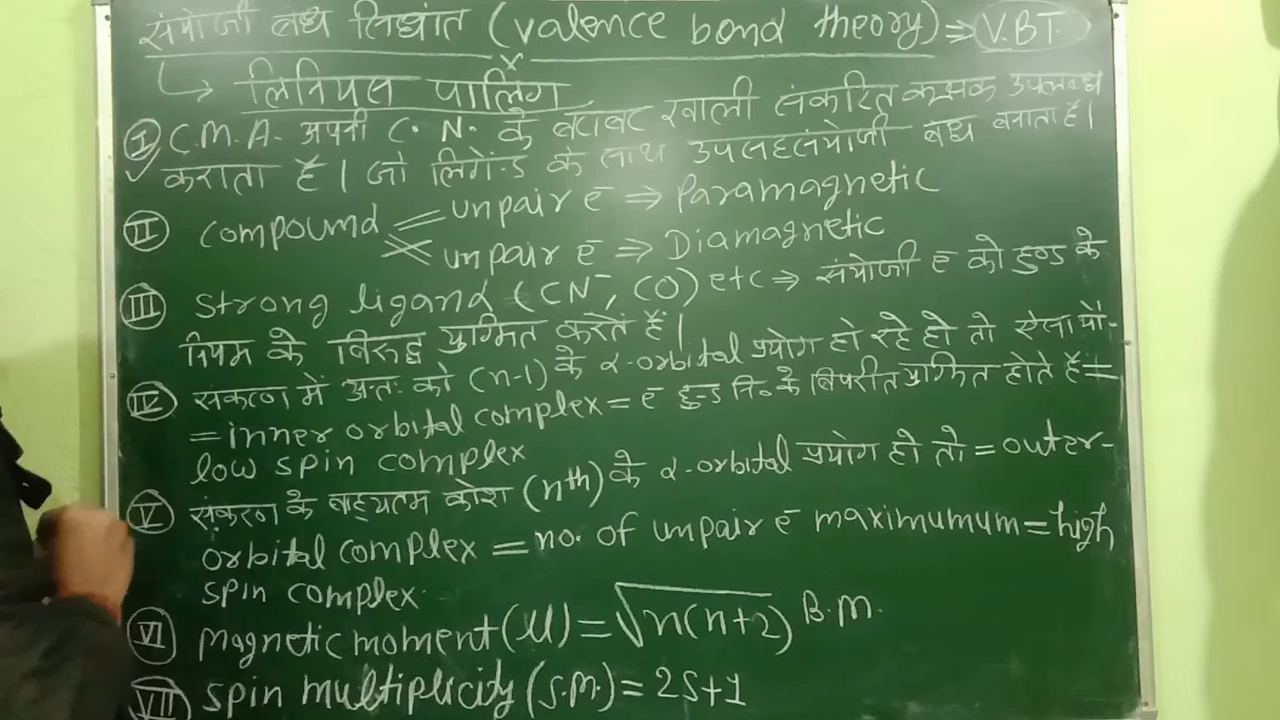 संयोजी बंध सिद्धांत (valence bond theory) ⇒ V.B.T.
↳ लिनियस पॉलिंग
I C.M.A. अपनी C.N. के बराबर खाली संकरित कक्षक उपलब्ध
कराता है। जो लिगेंड के साथ उपसहसंयोजी बंध बनाता है।
II compound unpair e⁻ ⇒ Paramagnetic
× unpair e⁻ ⇒ Diamagnetic
III Strong ligand (CN⁻, CO) etc ⇒ संयोजी e⁻ को हुण्ड के
नियम के विरुद्ध युग्मित करते हैं।
IV संकरण में अन्तः को (n-1) के d-orbital प्रयोग हो रहे हो तो ऐसा यौ-
= inner orbital complex = e⁻ हुण्ड नि॰ के विपरीत युग्मित होते हैं =
low spin complex
V संकरण के बाह्यतम कोश (nth) के d-orbital प्रयोग हो तो = outer-
orbital complex = no. of unpair e⁻ maximumum = high
spin complex.
VI magnetic moment (μ) = √n(n+2) B.M.
VII spin multiplicity (S.M.) = 2S+1